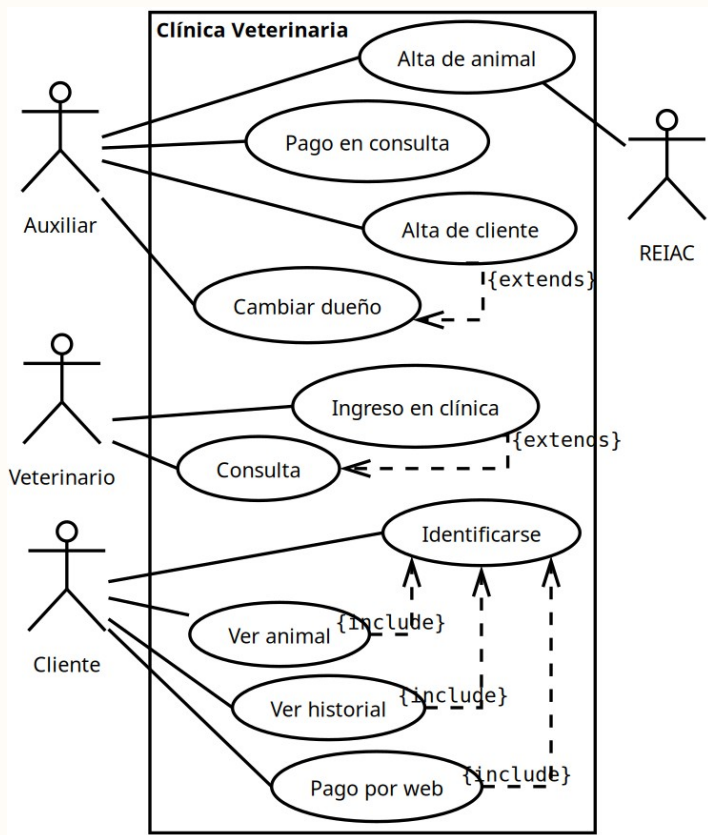 Clínica Veterinaria
Alta de animal
Pago en consulta
Auxiliar
Alta de cliente
REIAC
{extends}
Cambiar dueño
Ingreso en clínica
{extends}
Veterinario
Consulta
Identificarse
{include}
Ver animal
Cliente
{include}
Ver historial
{include}
Pago por web